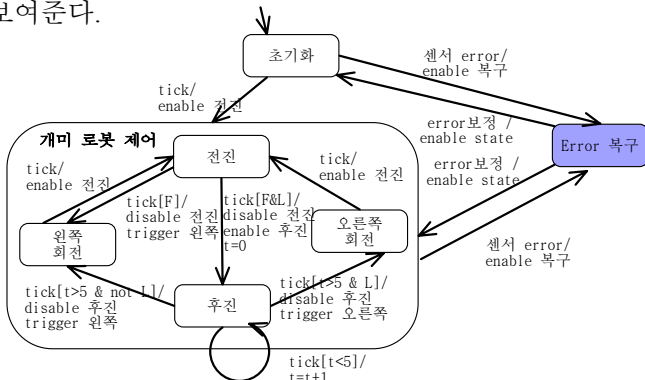 보여준다.
초기화
센서 error/
enable 복구
tick/
enable 전진
error보정 /
enable state
Error 복구
개미 로봇 제어
전진
tick/
enable 전진
tick/
enable 전진
error보정 /
enable state
tick[F]/
disable 전진
trigger 왼쪽
tick[F&L]/
disable 전진
enable 후진
t=0
왼쪽
회전
오른쪽
회전
센서 error/
enable 복구
tick[t>5 & not L]/
disable 후진
trigger 왼쪽
후진
tick[t>5 & L]/
disable 후진
trigger 오른쪽
tick[t<5]/
t=t+1